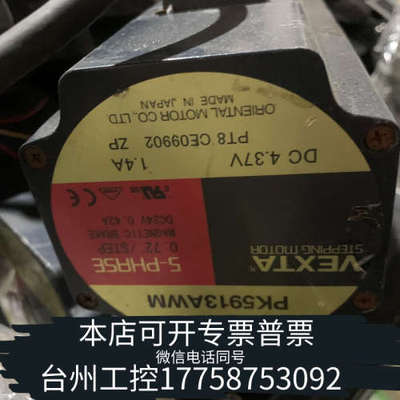 VEXTA®
STEPPING MOTOR
PK5913AWM
5-PHASE
0.72°/STEP
MAGNETIC BRAKE
DC24V 0.42A
DC 4.37V
1.4A
PT8 CE09902 ZP
ORIENTAL MOTOR CO.,LTD.
MADE IN JAPAN
本店可开专票普票
微信电话同号
台州工控17758753092